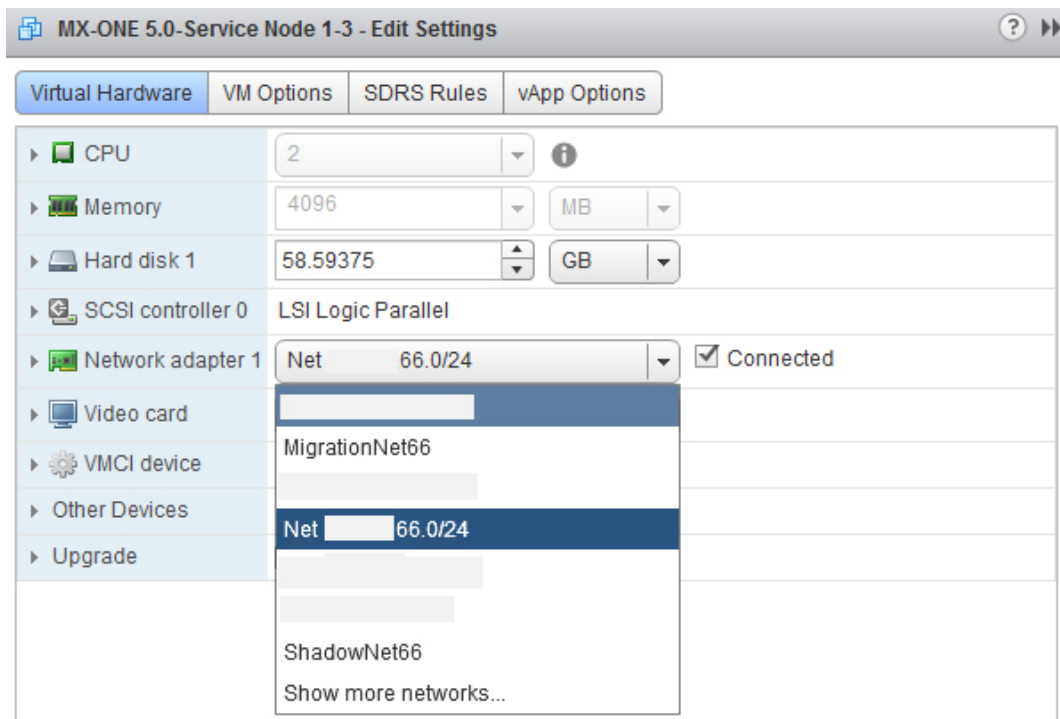 MX-ONE 5.0-Service Node 1-3 - Edit Settings ?
Virtual Hardware VM Options SDRS Rules vApp Options
CPU 2
Memory 4096 MB
Hard disk 1 58.59375 GB
SCSI controller 0 LSI Logic Parallel
Network adapter 1 Net 66.0/24 Connected
Video card
MigrationNet66
VMCI device
Other Devices
Net 66.0/24
Upgrade
ShadowNet66
Show more networks...